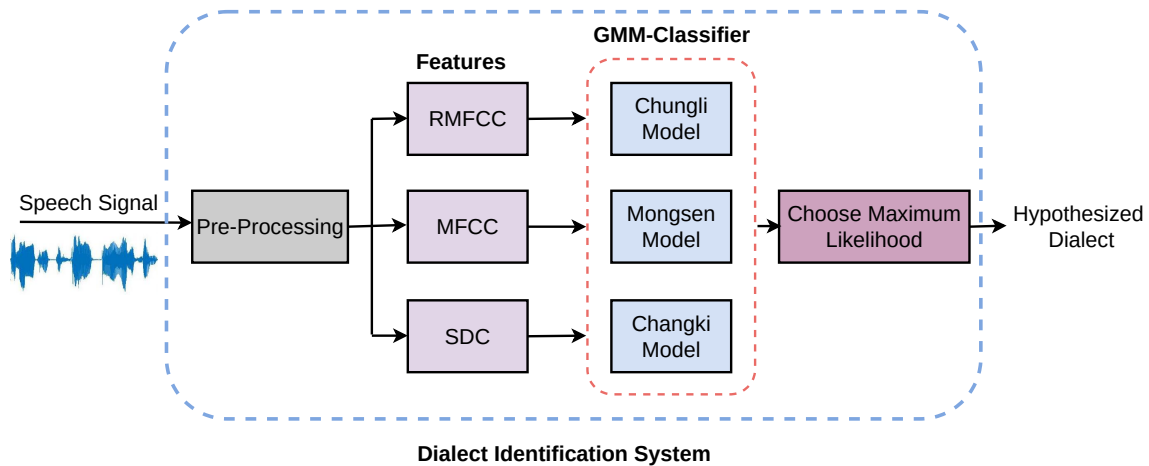 GMM-Classifier
Features
RMFCC
Chungli
Model
Speech Signal
Pre-Processing
MFCC
Mongsen
Model
Choose Maximum
Likelihood
Hypothesized
Dialect
SDC
Changki
Model
Dialect Identification System